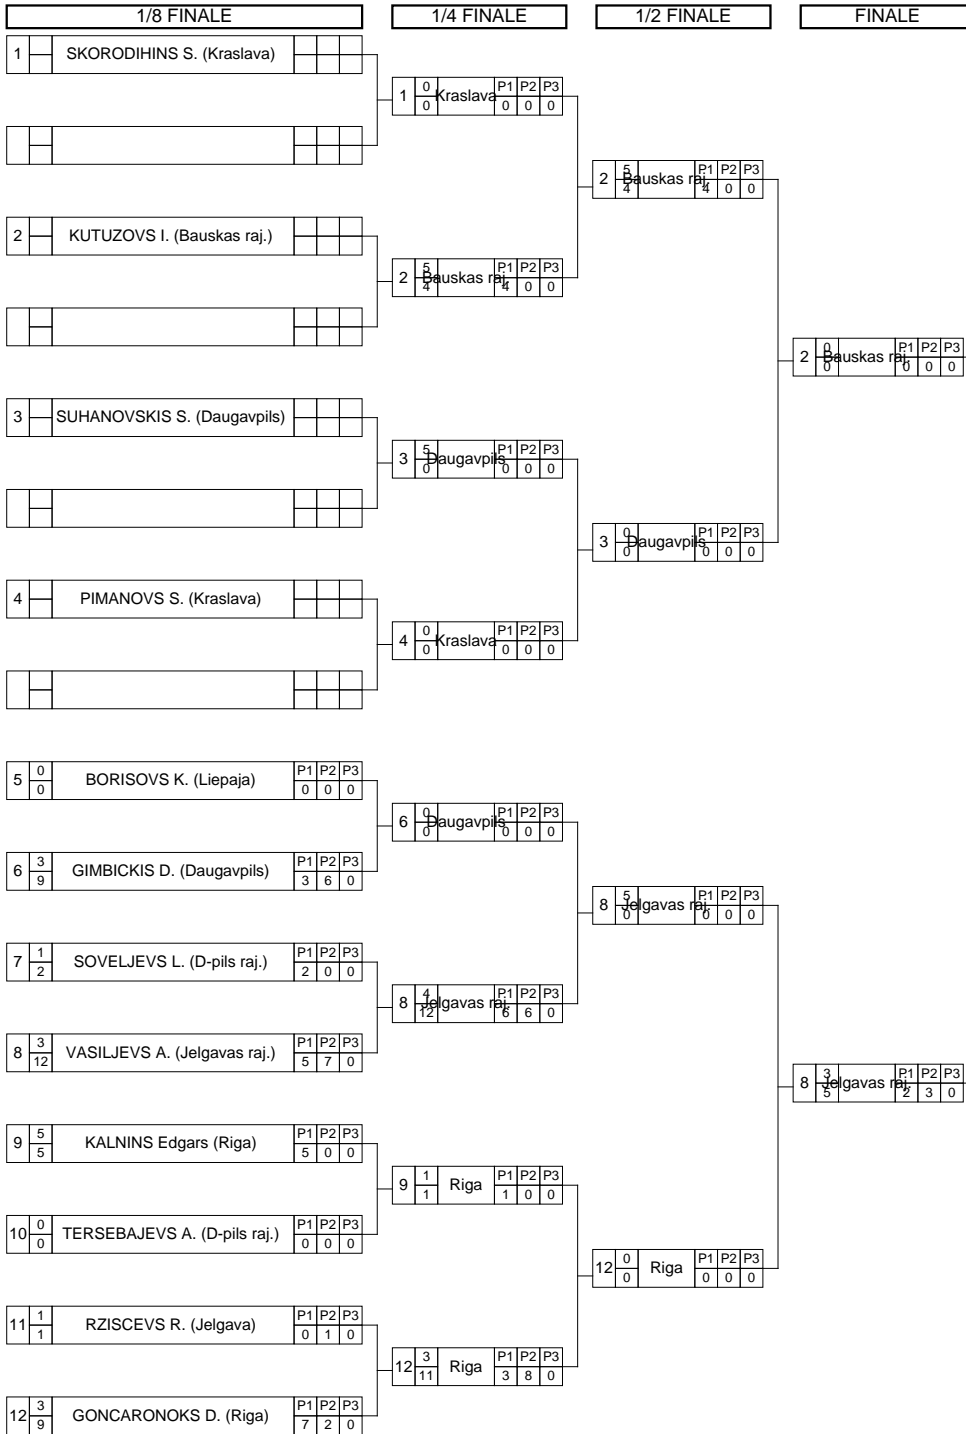 1/8 FINALE 1/4 FINALE 1/2 FINALE FINALE
1 SKORODIHINS S. (Kraslava)
1 0 0 Kraslava P1 P2 P3 0 0 0
2 5 4 Bauskas raj. P1 P2 P3 4 0 0
2 KUTUZOVS I. (Bauskas raj.)
2 5 4 Bauskas raj. P1 P2 P3 4 0 0
2 0 0 Bauskas raj. P1 P2 P3 0 0 0
3 SUHANOVSKIS S. (Daugavpils)
3 5 0 Daugavpils P1 P2 P3 0 0 0
3 0 0 Daugavpils P1 P2 P3 0 0 0
4 PIMANOVS S. (Kraslava)
4 0 0 Kraslava P1 P2 P3 0 0 0
5 0 0 BORISOVS K. (Liepaja) P1 P2 P3 0 0 0
6 0 0 Daugavpils P1 P2 P3 0 0 0
6 3 9 GIMBICKIS D. (Daugavpils) P1 P2 P3 3 6 0
8 5 0 Jelgavas raj. P1 P2 P3 0 0 0
7 1 2 SOVELJEVS L. (D-pils raj.) P1 P2 P3 2 0 0
8 4 12 Jelgavas raj. P1 P2 P3 6 6 0
8 3 12 VASILJEVS A. (Jelgavas raj.) P1 P2 P3 5 7 0
8 3 5 Jelgavas raj. P1 P2 P3 2 3 0
9 5 5 KALNINS Edgars (Riga) P1 P2 P3 5 0 0
9 1 1 Riga P1 P2 P3 1 0 0
10 0 0 TERSEBAJEVS A. (D-pils raj.) P1 P2 P3 0 0 0
12 0 0 Riga P1 P2 P3 0 0 0
11 1 1 RZISCEVS R. (Jelgava) P1 P2 P3 0 1 0
12 3 11 Riga P1 P2 P3 3 8 0
12 3 9 GONCARONOKS D. (Riga) P1 P2 P3 7 2 0